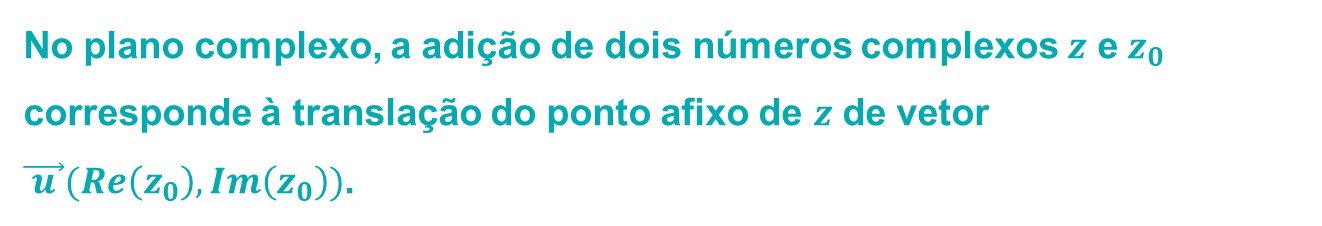 No plano complexo, a adição de dois números complexos z e z₀
corresponde à translação do ponto afixo de z de vetor
u⃗(Re(z₀), Im(z₀)).